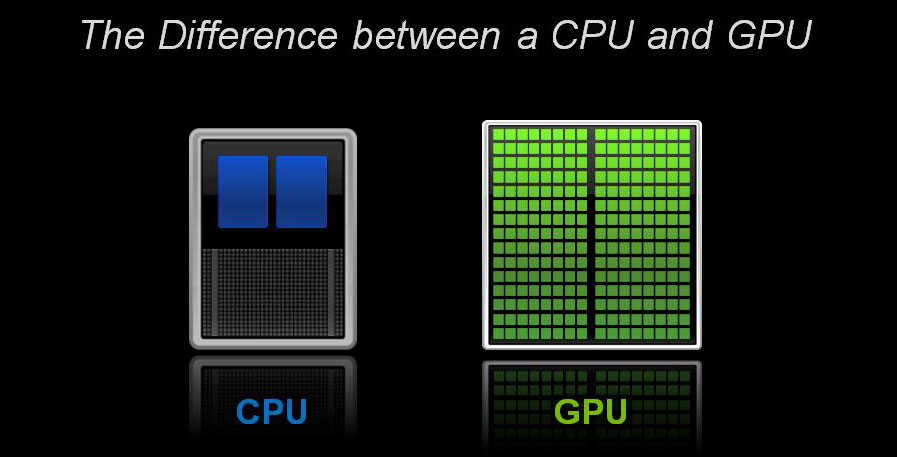 The Difference between a CPU and GPU
CPU
GPU